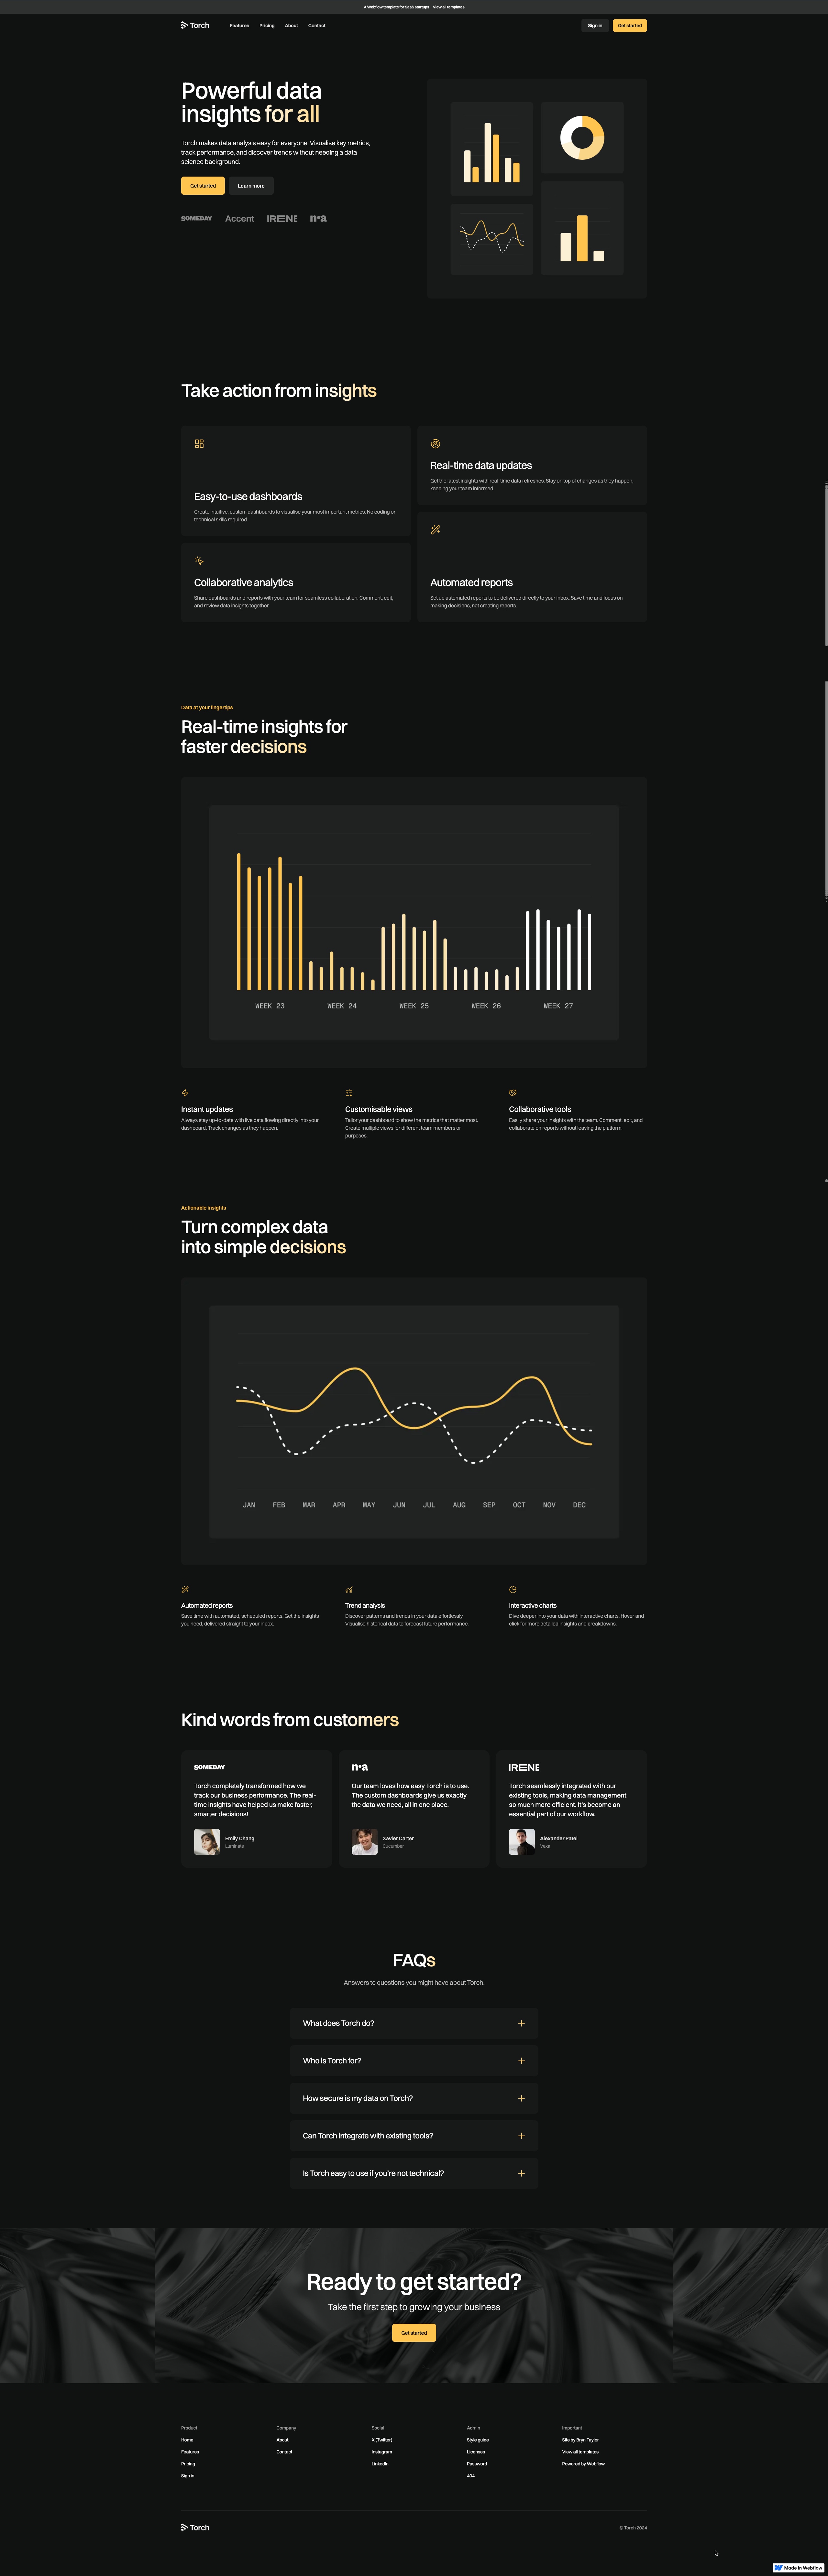 A Webflow template for SaaS startups - View all templates
Torch
Features
Pricing
About
Contact
Sign in
Get started
Powerful data
insights for all
Torch makes data analysis easy for everyone. Visualise key metrics,
track performance, and discover trends without needing a data
science background.
Get started
Learn more
SOMEDAY
Accent
IRENE
n*a
Take action from insights
Easy-to-use dashboards
Create intuitive, custom dashboards to visualise your most important metrics. No coding or
technical skills required.
Real-time data updates
Get the latest insights with real-time data refreshes. Stay on top of changes as they happen,
keeping your team informed.
Collaborative analytics
Share dashboards and reports with your team for seamless collaboration. Comment, edit,
and review data insights together.
Automated reports
Set up automated reports to be delivered directly to your inbox. Save time and focus on
making decisions, not creating reports.
Data at your fingertips
Real-time insights for
faster decisions
WEEK 23
WEEK 24
WEEK 25
WEEK 26
WEEK 27
Instant updates
Always stay up-to-date with live data flowing directly into your
dashboard. Track changes as they happen.
Customisable views
Tailor your dashboard to show the metrics that matter most.
Create multiple views for different team members or
purposes.
Collaborative tools
Easily share your insights with the team. Comment, edit, and
collaborate on reports without leaving the platform.
Actionable insights
Turn complex data
into simple decisions
JAN
FEB
MAR
APR
MAY
JUN
JUL
AUG
SEP
OCT
NOV
DEC
Automated reports
Save time with automated, scheduled reports. Get the insights
you need, delivered straight to your inbox.
Trend analysis
Discover patterns and trends in your data effortlessly.
Visualise historical data to forecast future performance.
Interactive charts
Dive deeper into your data with interactive charts. Hover and
click for more detailed insights and breakdowns.
Kind words from customers
SOMEDAY
Torch completely transformed how we
track our business performance. The real-
time insights have helped us make faster,
smarter decisions!
Emily Chang
Luminate
n*a
Our team loves how easy Torch is to use.
The custom dashboards give us exactly
the data we need, all in one place.
Xavier Carter
Cucumber
IRENE
Torch seamlessly integrated with our
existing tools, making data management
so much more efficient. It's become an
essential part of our workflow.
Alexander Patel
Vexa
FAQs
Answers to questions you might have about Torch.
What does Torch do?
Who is Torch for?
How secure is my data on Torch?
Can Torch integrate with existing tools?
Is Torch easy to use if you're not technical?
Ready to get started?
Take the first step to growing your business
Get started
Product
Home
Features
Pricing
Sign in
Company
About
Contact
Social
X (Twitter)
Instagram
LinkedIn
Admin
Style guide
Licenses
Password
404
Important
Site by Bryn Taylor
View all templates
Powered by Webflow
Torch
© Torch 2024
Made in Webflow